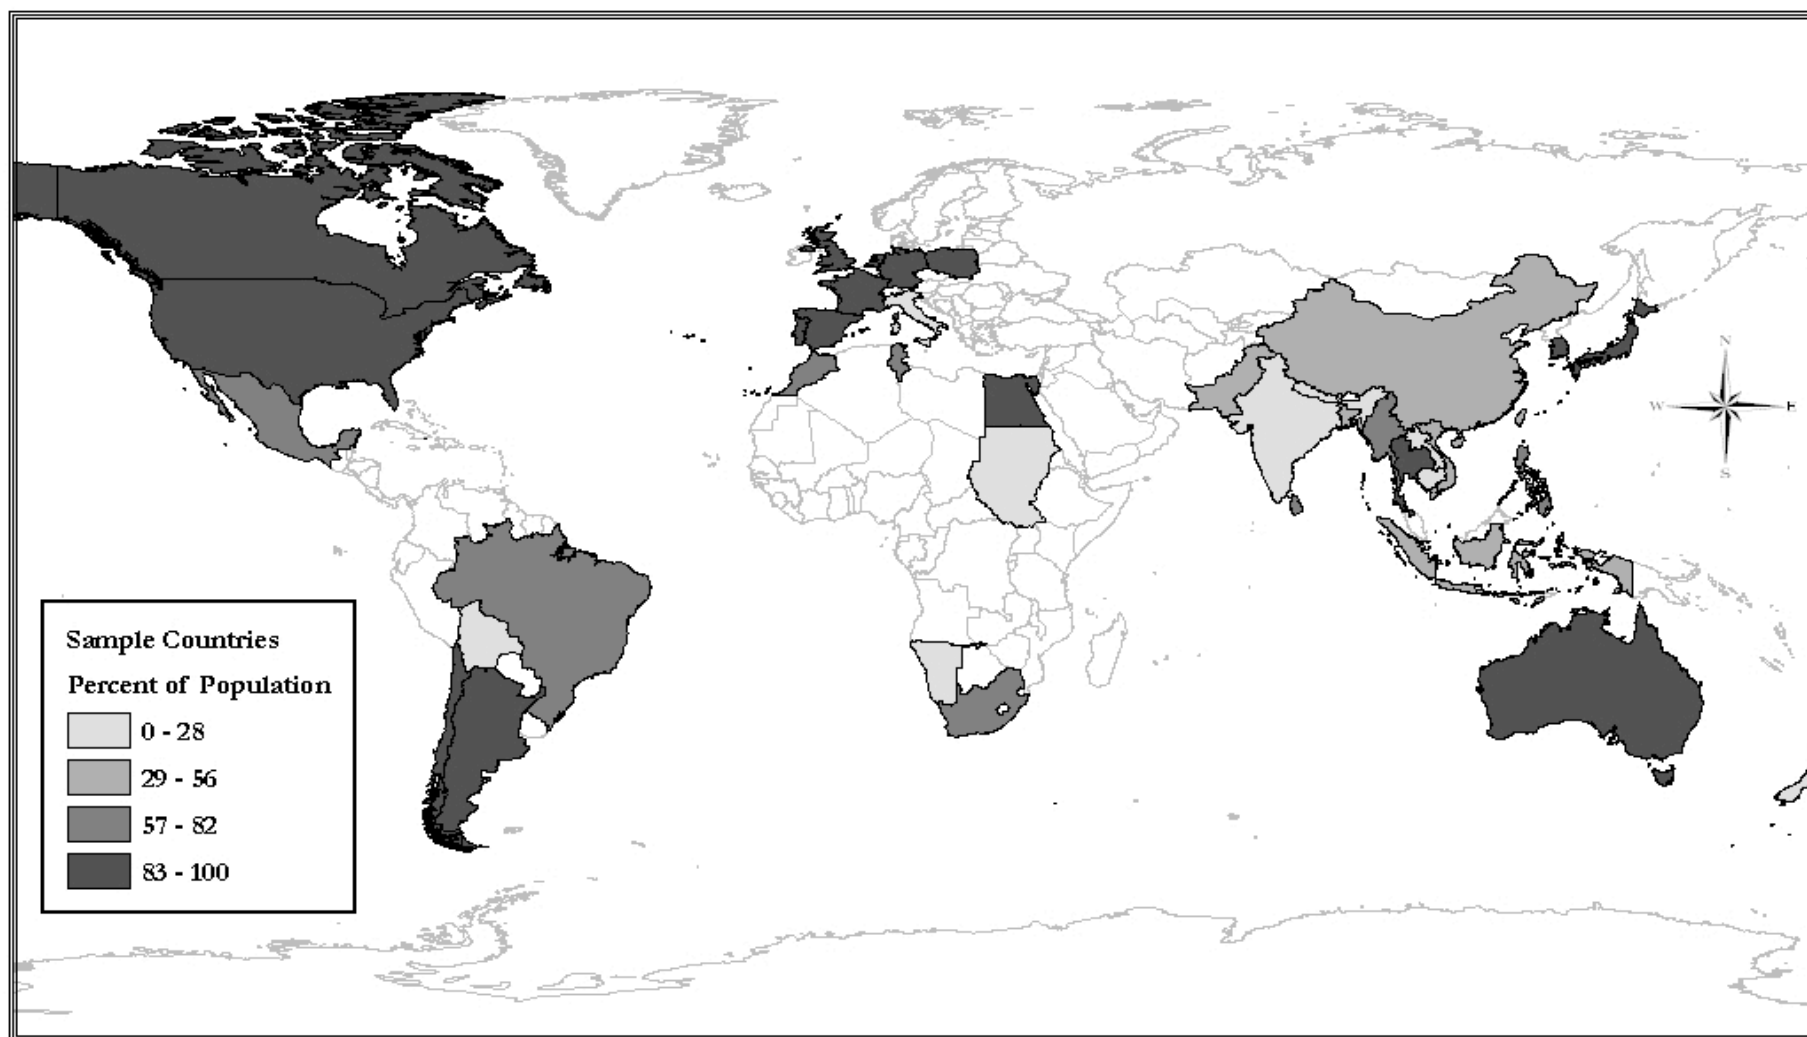 N
W
E
S
Sample Countries
Percent of Population
0 - 28
29 - 56
57 - 82
83 - 100